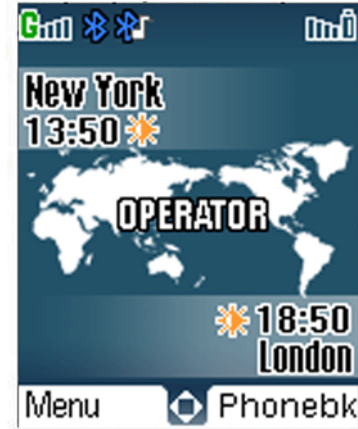 G
New York
13:50
OPERATOR
18:50
London
Menu Phonebk